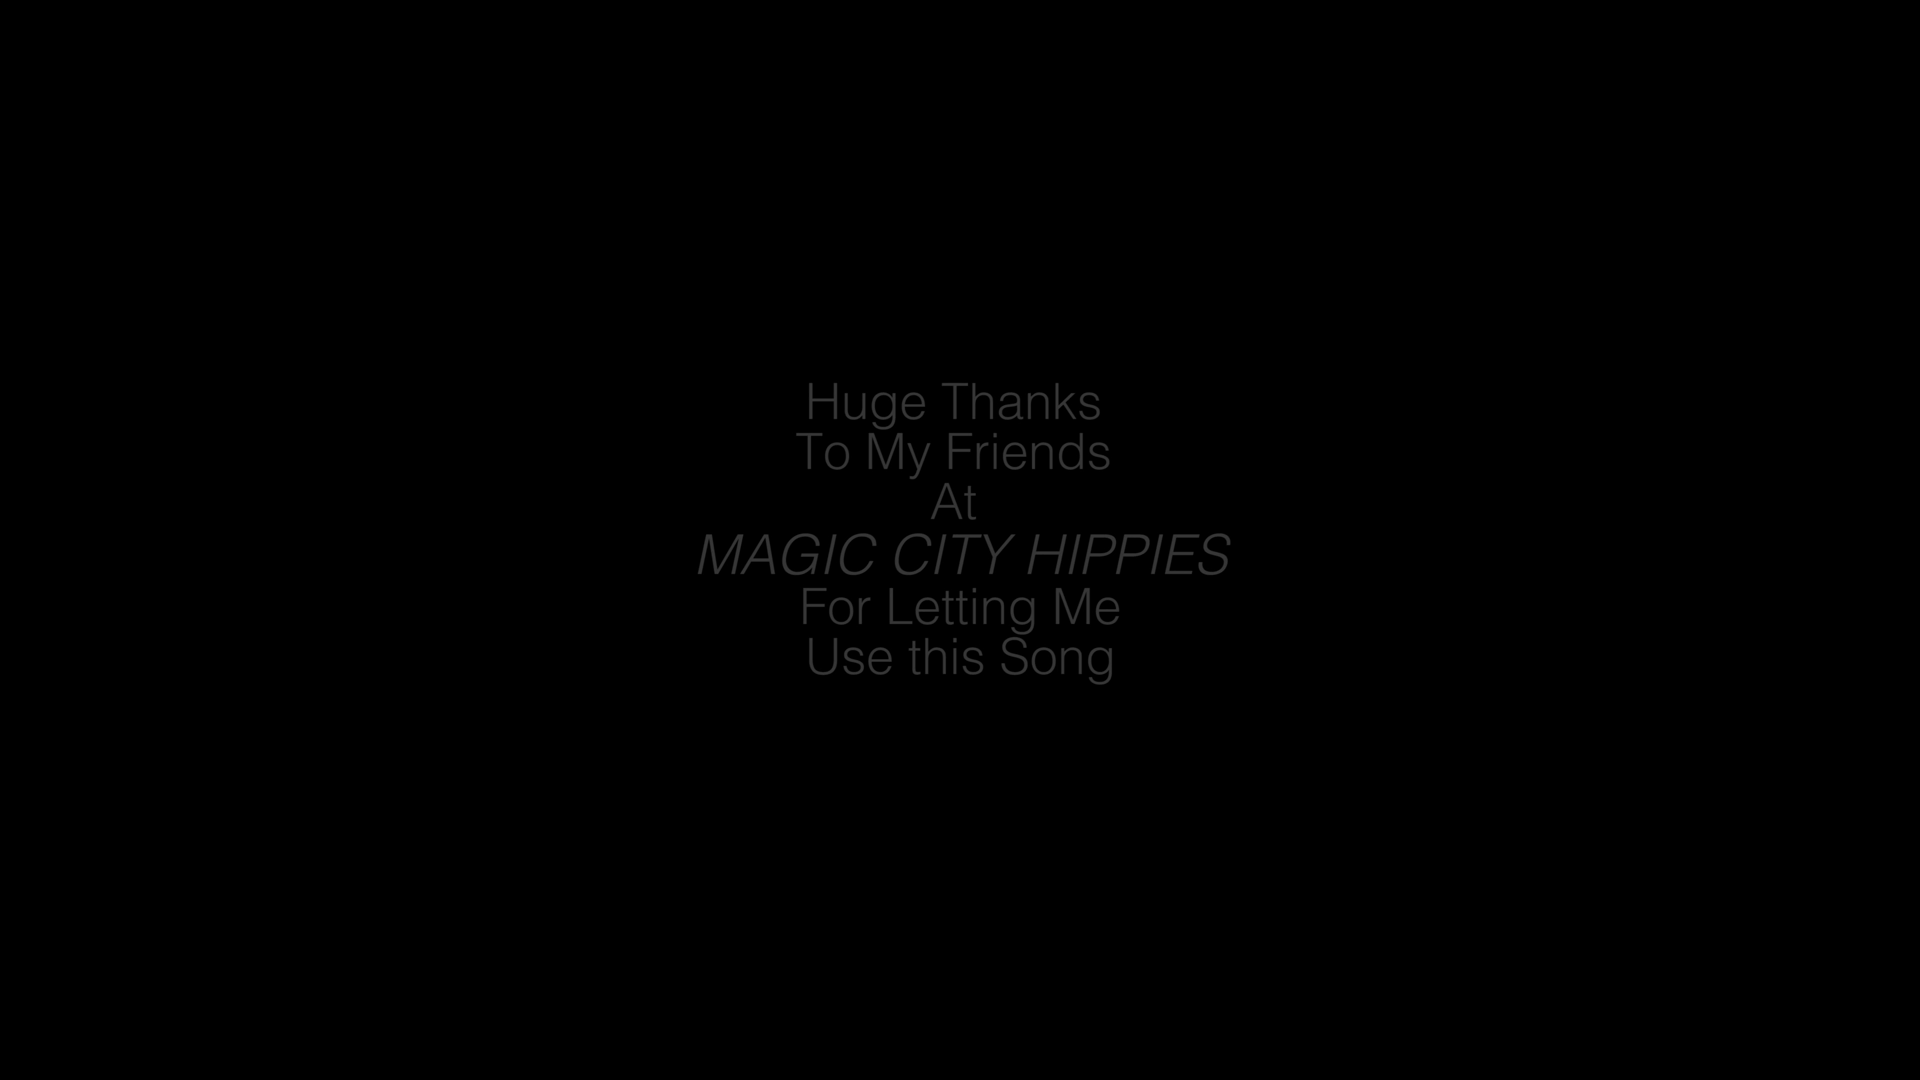 Huge Thanks
To My Friends
At
MAGIC CITY HIPPIES
For Letting Me
Use this Song